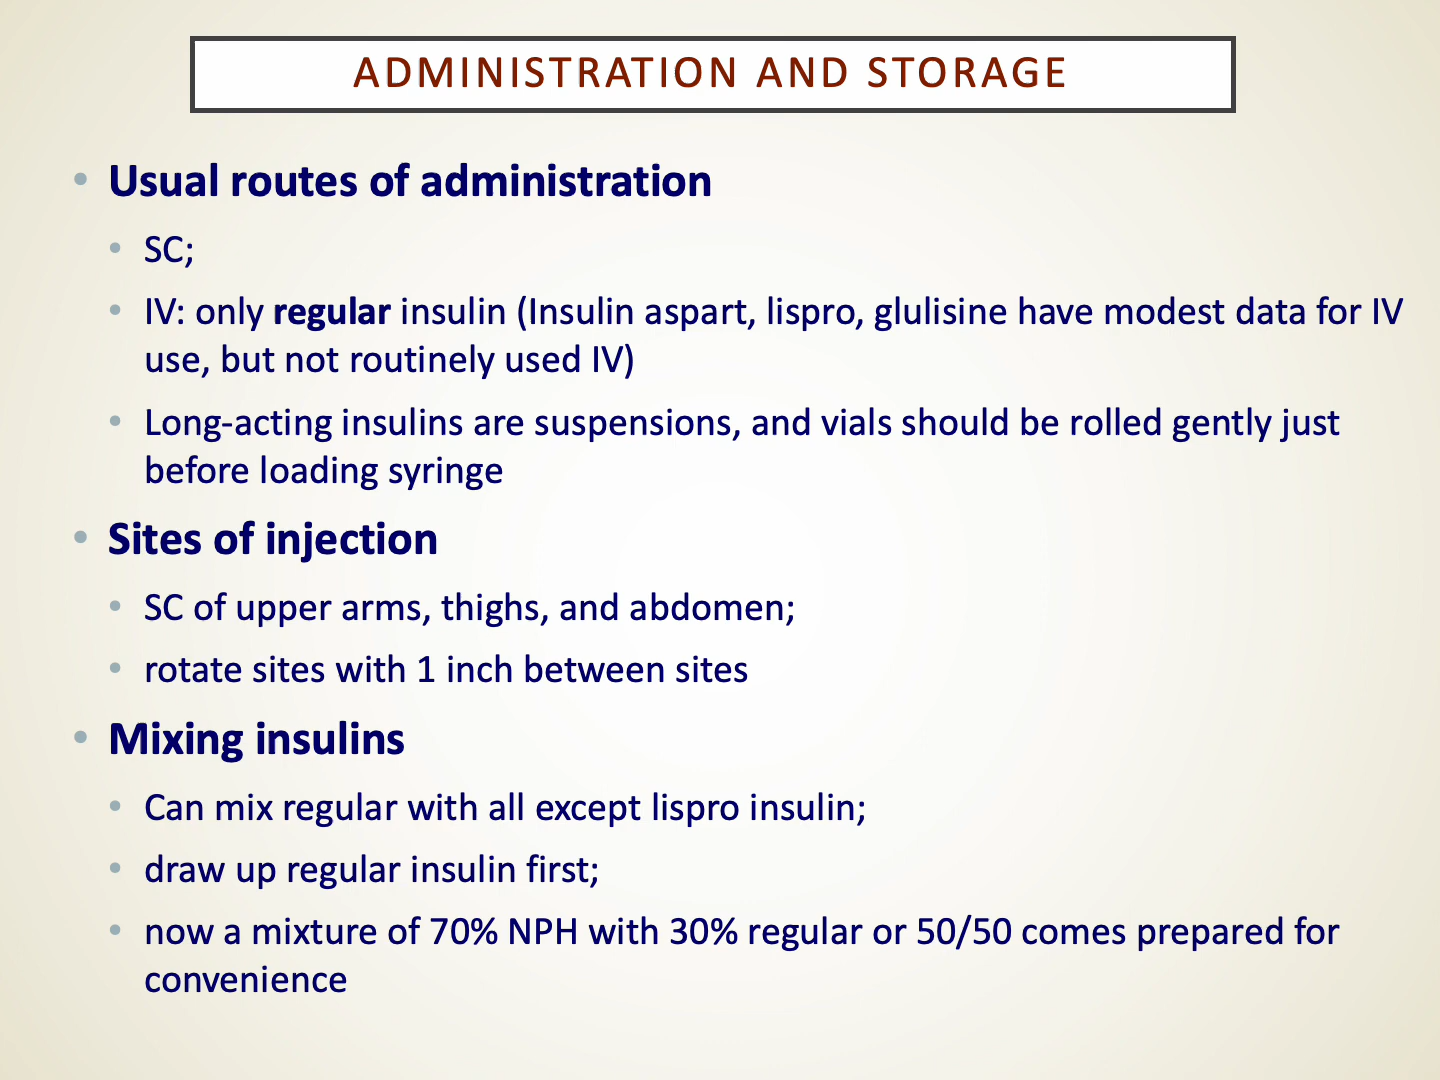 ADMINISTRATION AND STORAGE
• Usual routes of administration
• SC;
• IV: only regular insulin (Insulin aspart, lispro, glulisine have modest data for IV
use, but not routinely used IV)
• Long-acting insulins are suspensions, and vials should be rolled gently just
before loading syringe
• Sites of injection
• SC of upper arms, thighs, and abdomen;
• rotate sites with 1 inch between sites
• Mixing insulins
• Can mix regular with all except lispro insulin;
• draw up regular insulin first;
• now a mixture of 70% NPH with 30% regular or 50/50 comes prepared for
convenience